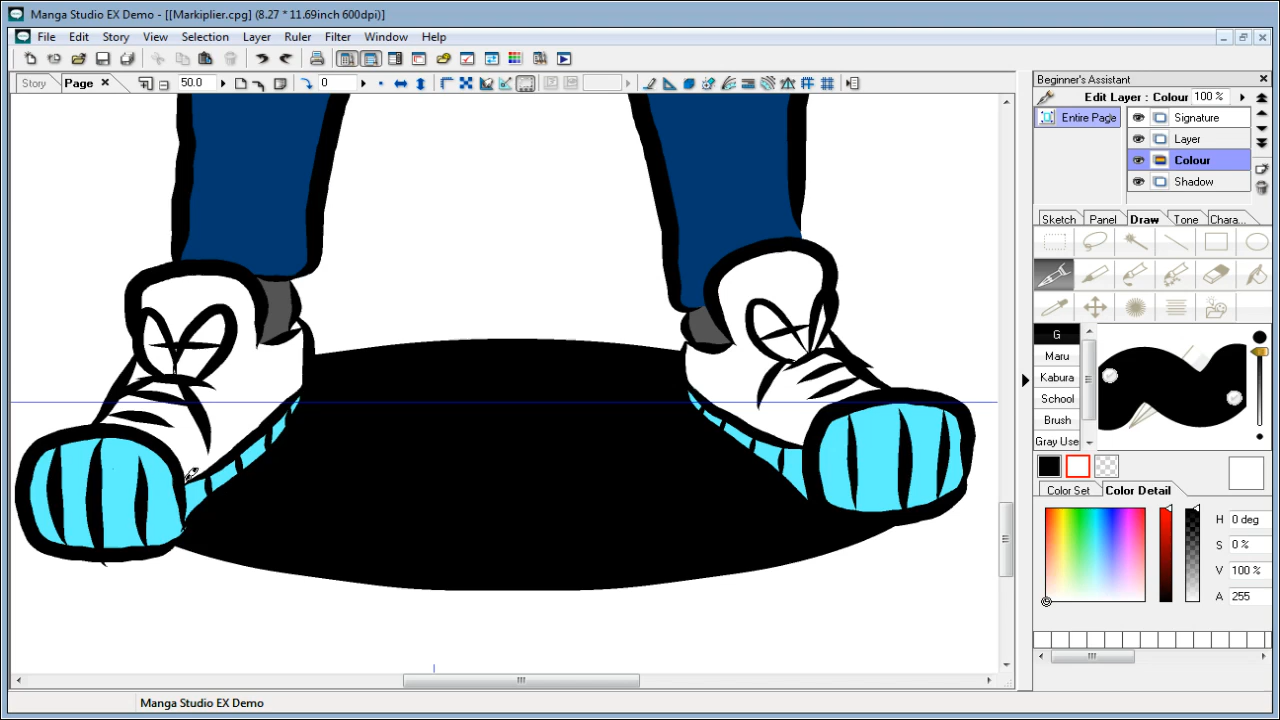 Manga Studio EX Demo - [[Markiplier.cpg] (8.27 * 11.69inch 600dpi)]
File Edit Story View Selection Layer Ruler Filter Window Help
50.0 0
Story Page
Beginner's Assistant
Edit Layer : Colour 100 %
Entire Page
Signature
Layer
Colour
Shadow
Sketch Panel Draw Tone Chara...
G
Maru
Kabura
School
Brush
Gray Use
Color Set Color Detail
H 0 deg
S 0 %
V 100 %
A 255
Manga Studio EX Demo